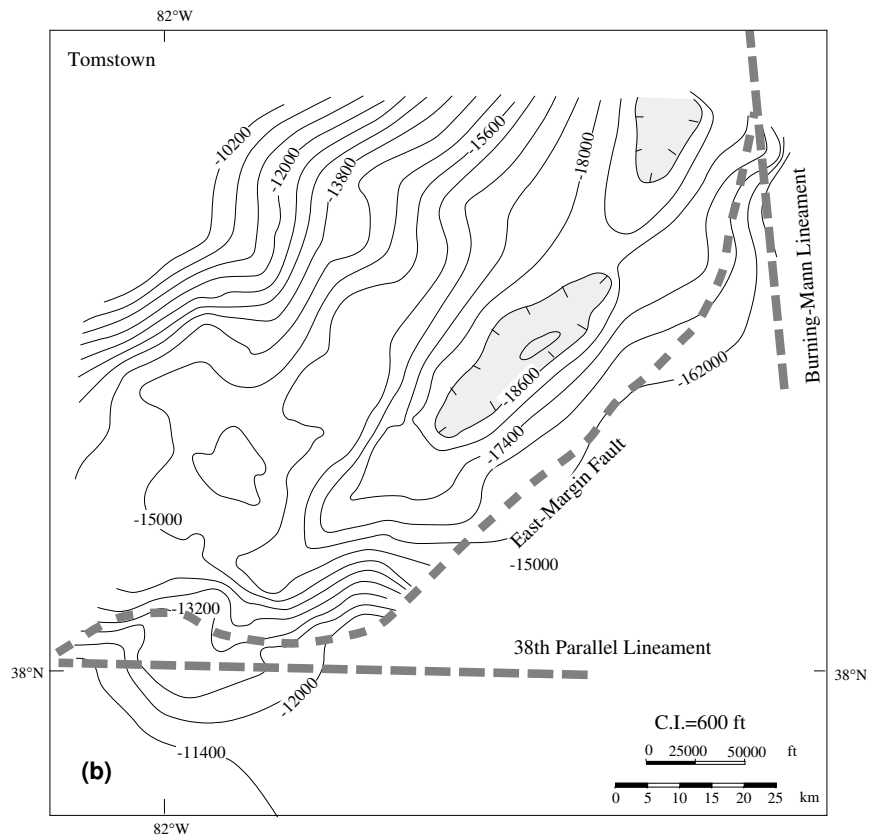 82°W
Tomstown
-10200
-12000
-13800
-15600
-18000
Burning-Mann Lineament
-162000
-18600
-17400
East-Margin Fault
-15000
-15000
-13200
38th Parallel Lineament
38°N
38°N
-12000
-11400
C.I.=600 ft
0 25000 50000 ft
0 5 10 15 20 25 km
(b)
82°W